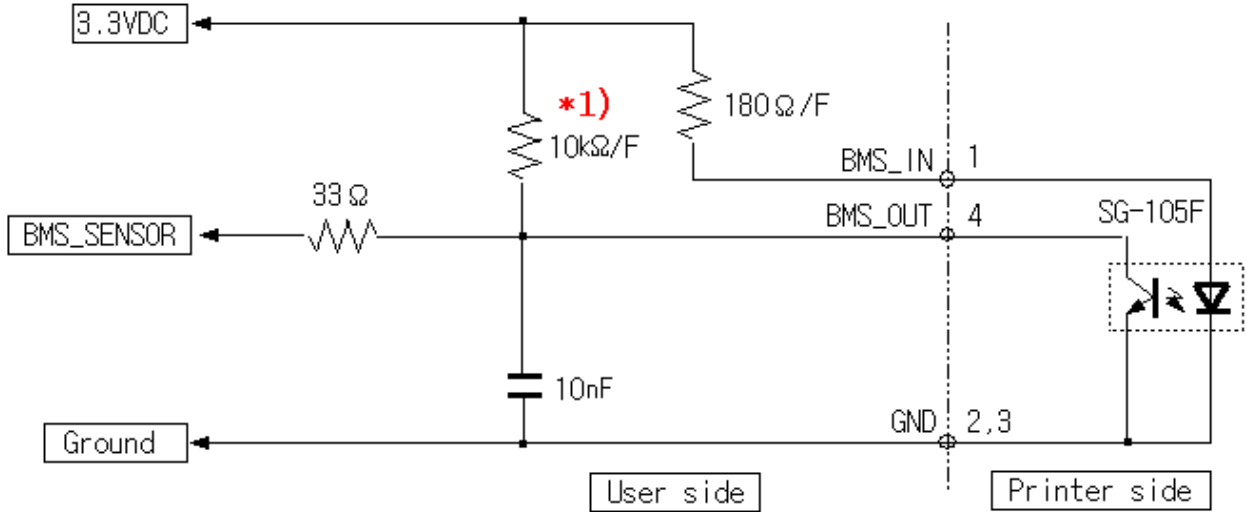 3.3VDC
*1)
10kΩ/F
180Ω/F
BMS_IN 1
33Ω
BMS_SENSOR
BMS_OUT 4
SG-105F
10nF
Ground
GND 2,3
User side
Printer side